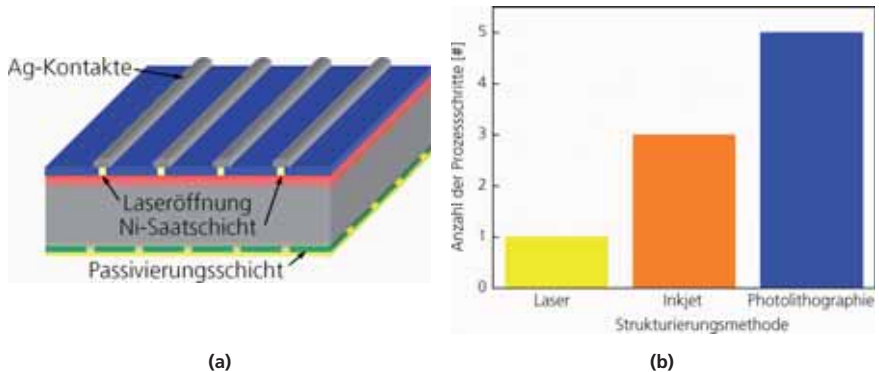 Ag-Kontakte
Laseröffnung
Ni-Saatschicht
Passivierungsschicht
(a)
Anzahl der Prozessschritte [#]
5
4
3
2
1
0
Laser
Inkjet
Photolithographie
Strukturierungsmethode
(b)